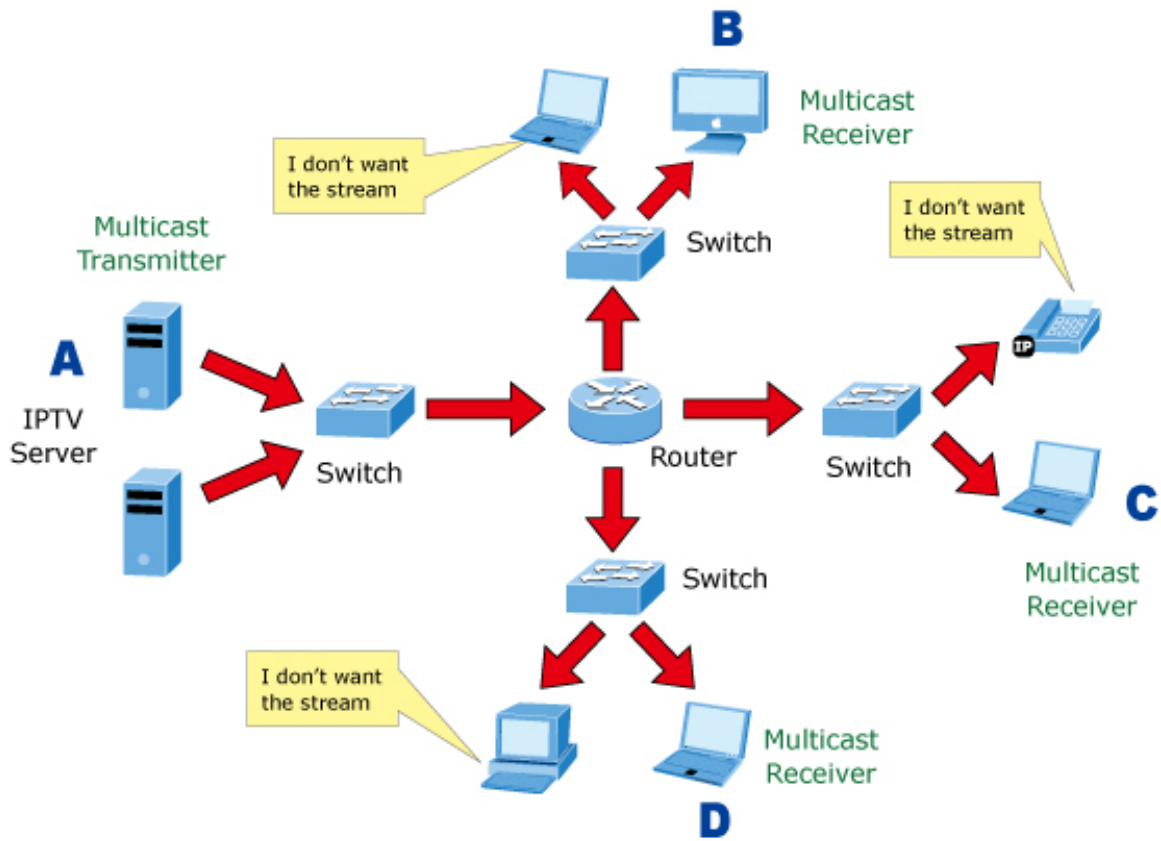 B
Multicast
Receiver
I don't want
the stream
Switch
I don't want
the stream
Multicast
Transmitter
A
IPTV
Server
Switch
Router
Switch
IP
C
Multicast
Receiver
Switch
I don't want
the stream
Multicast
Receiver
D